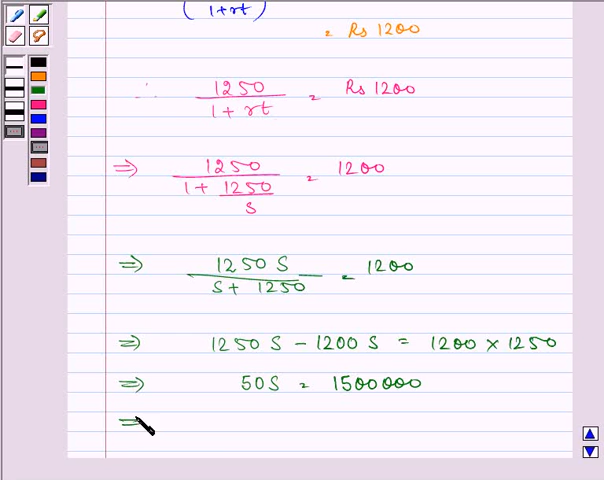 (1+rt)
= Rs 1200
∴ 1250 / 1 + rt = Rs 1200
⇒ 1250 / 1 + 1250/S = 1200
⇒ 1250 S / S + 1250 = 1200
⇒ 1250 S - 1200 S = 1200 × 1250
⇒ 50S = 1500000
⇒